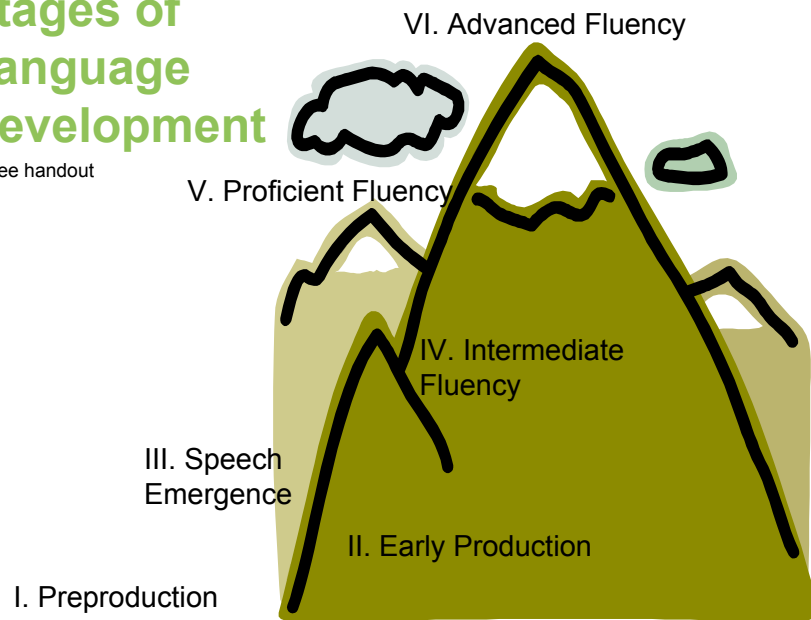 tages of
anguage
evelopment
ee handout
VI. Advanced Fluency
V. Proficient Fluency
IV. Intermediate
Fluency
III. Speech
Emergence
II. Early Production
I. Preproduction